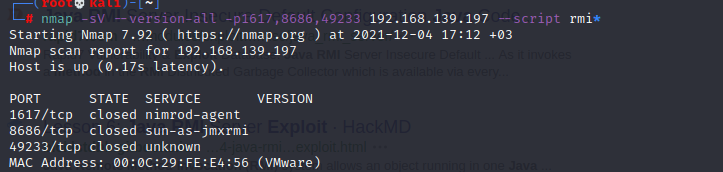 (root💀kali)-[~]
# nmap -sV --version-all -p1617,8686,49233 192.168.139.197 --script rmi*
Starting Nmap 7.92 ( https://nmap.org ) at 2021-12-04 17:12 +03
Nmap scan report for 192.168.139.197
Host is up (0.17s latency).
PORT STATE SERVICE VERSION
1617/tcp closed nimrod-agent
8686/tcp closed sun-as-jmxrmi
49233/tcp closed unknown
MAC Address: 00:0C:29:FE:E4:56 (VMware)